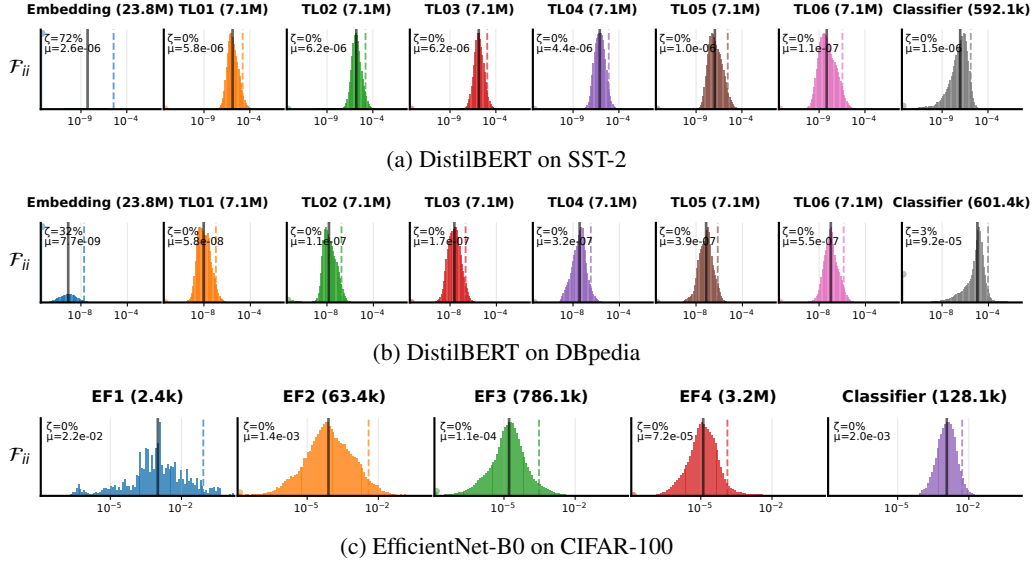 Embedding (23.8M) TL01 (7.1M) TL02 (7.1M) TL03 (7.1M) TL04 (7.1M) TL05 (7.1M) TL06 (7.1M) Classifier (592.1k)
ζ=72% ζ=0% ζ=0% ζ=0% ζ=0% ζ=0% ζ=0% ζ=0%
μ=2.6e-06 μ=5.8e-06 μ=6.2e-06 μ=6.2e-06 μ=4.4e-06 μ=1.0e-06 μ=1.1e-07 μ=1.5e-06
ℱᵢᵢ
10⁻⁹ 10⁻⁴ 10⁻⁹ 10⁻⁴ 10⁻⁹ 10⁻⁴ 10⁻⁹ 10⁻⁴ 10⁻⁹ 10⁻⁴ 10⁻⁹ 10⁻⁴ 10⁻⁹ 10⁻⁴ 10⁻⁹ 10⁻⁴
(a) DistilBERT on SST-2
Embedding (23.8M) TL01 (7.1M) TL02 (7.1M) TL03 (7.1M) TL04 (7.1M) TL05 (7.1M) TL06 (7.1M) Classifier (601.4k)
ζ=32% ζ=0% ζ=0% ζ=0% ζ=0% ζ=0% ζ=0% ζ=3%
μ=7.7e-09 μ=5.8e-08 μ=1.1e-07 μ=1.7e-07 μ=3.2e-07 μ=3.9e-07 μ=5.5e-07 μ=9.2e-05
ℱᵢᵢ
10⁻⁸ 10⁻⁴ 10⁻⁸ 10⁻⁴ 10⁻⁸ 10⁻⁴ 10⁻⁸ 10⁻⁴ 10⁻⁸ 10⁻⁴ 10⁻⁸ 10⁻⁴ 10⁻⁸ 10⁻⁴ 10⁻⁸ 10⁻⁴
(b) DistilBERT on DBpedia
EF1 (2.4k) EF2 (63.4k) EF3 (786.1k) EF4 (3.2M) Classifier (128.1k)
ζ=0% ζ=0% ζ=0% ζ=0% ζ=0%
μ=2.2e-02 μ=1.4e-03 μ=1.1e-04 μ=7.2e-05 μ=2.0e-03
ℱᵢᵢ
10⁻⁵ 10⁻² 10⁻⁵ 10⁻² 10⁻⁵ 10⁻² 10⁻⁵ 10⁻² 10⁻⁵ 10⁻²
(c) EfficientNet-B0 on CIFAR-100